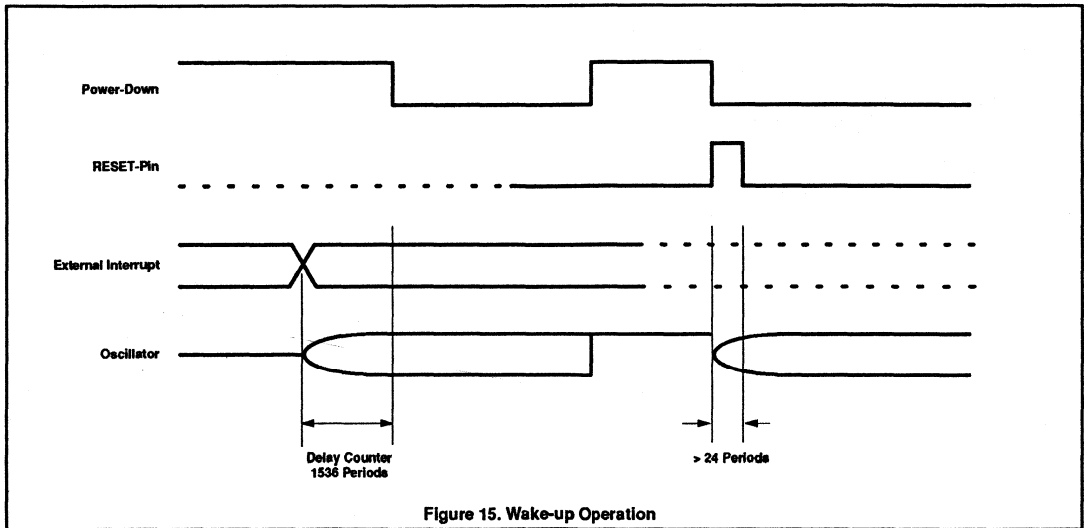 Power-Down
RESET-Pin
External Interrupt
Oscillator
Delay Counter
1536 Periods
> 24 Periods
Figure 15. Wake-up Operation